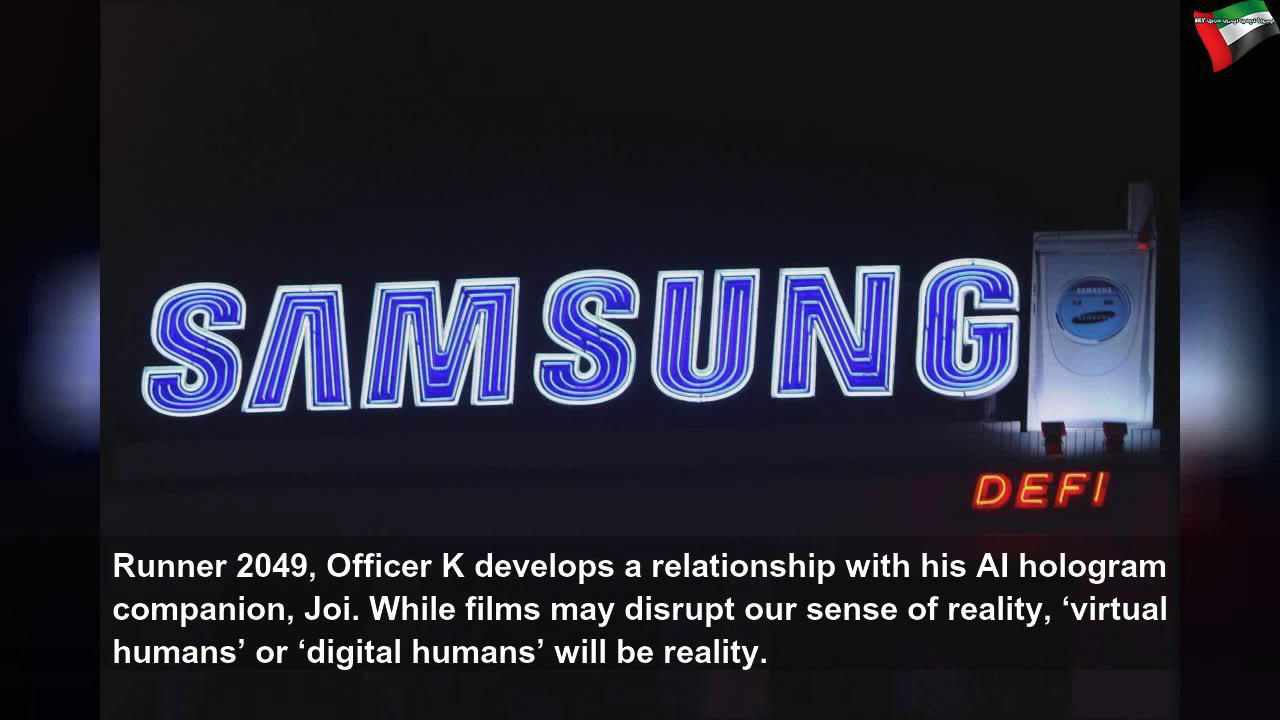 SAMSUNG
SAMSUNG
DEFI
Runner 2049, Officer K develops a relationship with his AI hologram
companion, Joi. While films may disrupt our sense of reality, ‘virtual
humans’ or ‘digital humans’ will be reality.